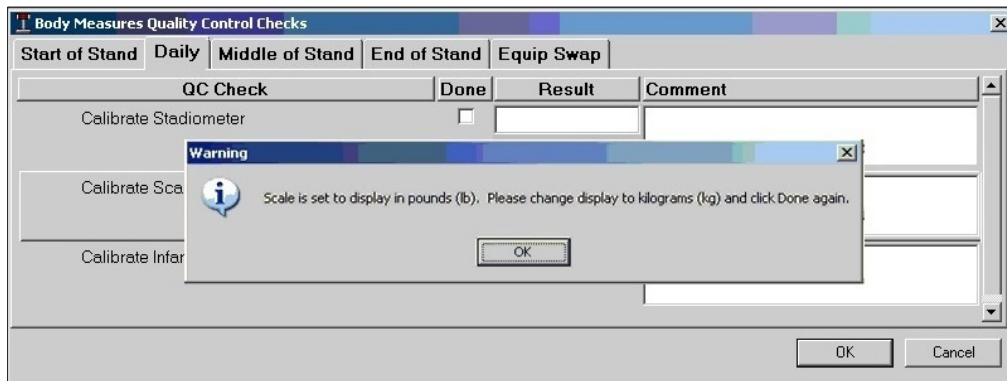 Body Measures Quality Control Checks
Start of Stand Daily Middle of Stand End of Stand Equip Swap
QC Check Done Result Comment
Calibrate Stadiometer
Warning
Calibrate Sca
Scale is set to display in pounds (lb). Please change display to kilograms (kg) and click Done again.
OK
Calibrate Infan
OK Cancel